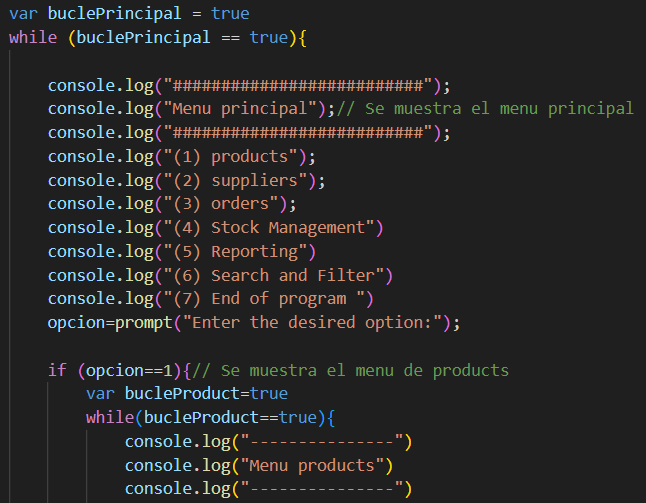 var buclePrincipal = true
while (buclePrincipal == true){
console.log("##########################");
console.log("Menu principal");// Se muestra el menu principal
console.log("##########################");
console.log("(1) products");
console.log("(2) suppliers");
console.log("(3) orders");
console.log("(4) Stock Management")
console.log("(5) Reporting")
console.log("(6) Search and Filter")
console.log("(7) End of program ")
opcion=prompt("Enter the desired option:");
if (opcion==1){// Se muestra el menu de products
var bucleProduct=true
while(bucleProduct==true){
console.log("---------------")
console.log("Menu products")
console.log("---------------")